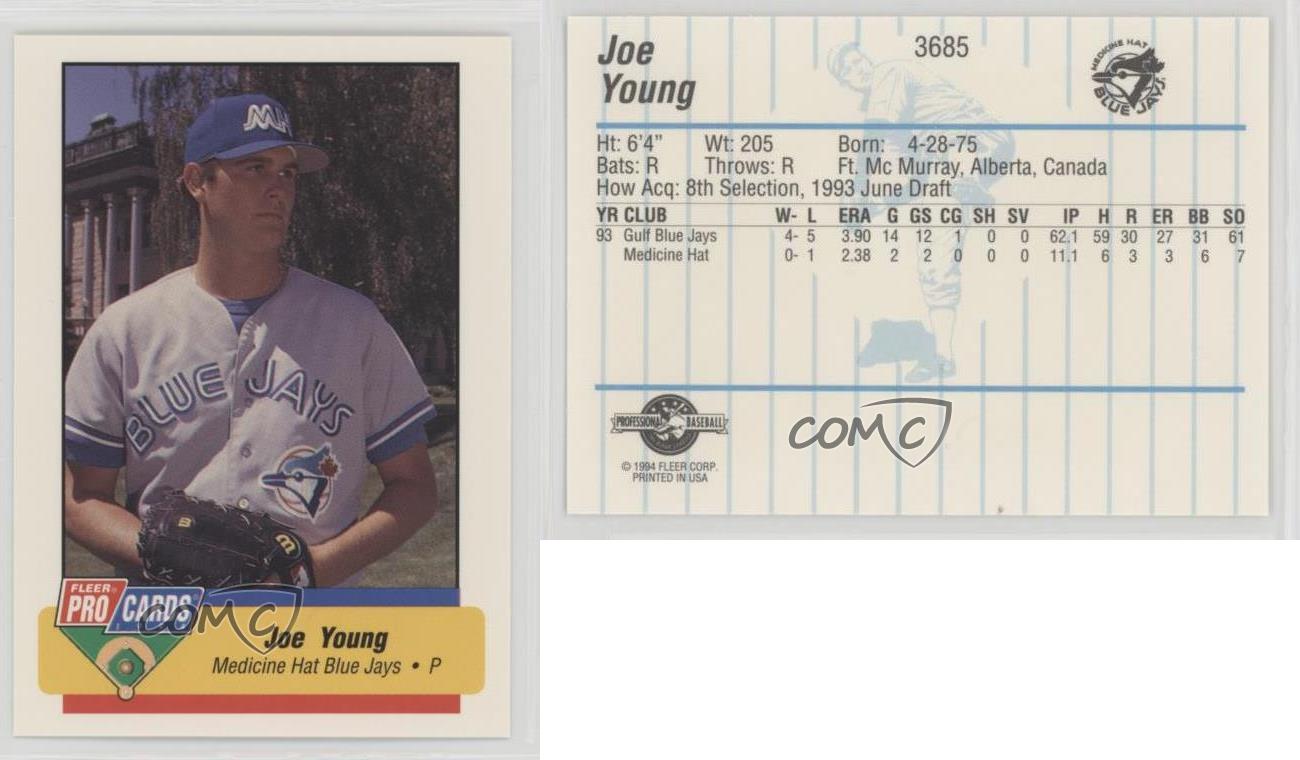 MH
BLUE JAYS
FLEER
PRO CARDS
COMC
Joe Young
Medicine Hat Blue Jays • P
Joe
Young
3685
MEDICINE HAT
BLUE JAYS
Ht: 6'4" Wt: 205 Born: 4-28-75
Bats: R Throws: R Ft. Mc Murray, Alberta, Canada
How Acq: 8th Selection, 1993 June Draft
YR CLUB W- L ERA G GS CG SH SV IP H R ER BB SO
93 Gulf Blue Jays 4- 5 3.90 14 12 1 0 0 62.1 59 30 27 31 61
Medicine Hat 0- 1 2.38 2 2 0 0 0 11.1 6 3 3 6 7
PROFESSIONAL BASEBALL
© 1994 FLEER CORP.
PRINTED IN USA
COMC